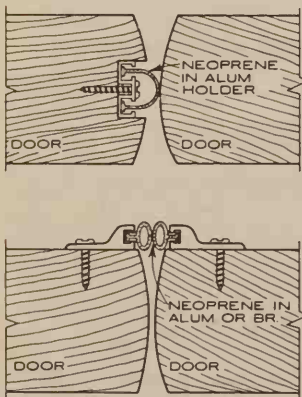 NEOPRENE
IN ALUM
HOLDER
DOOR
DOOR
NEOPRENE IN
ALUM OR BR.
DOOR
DOOR